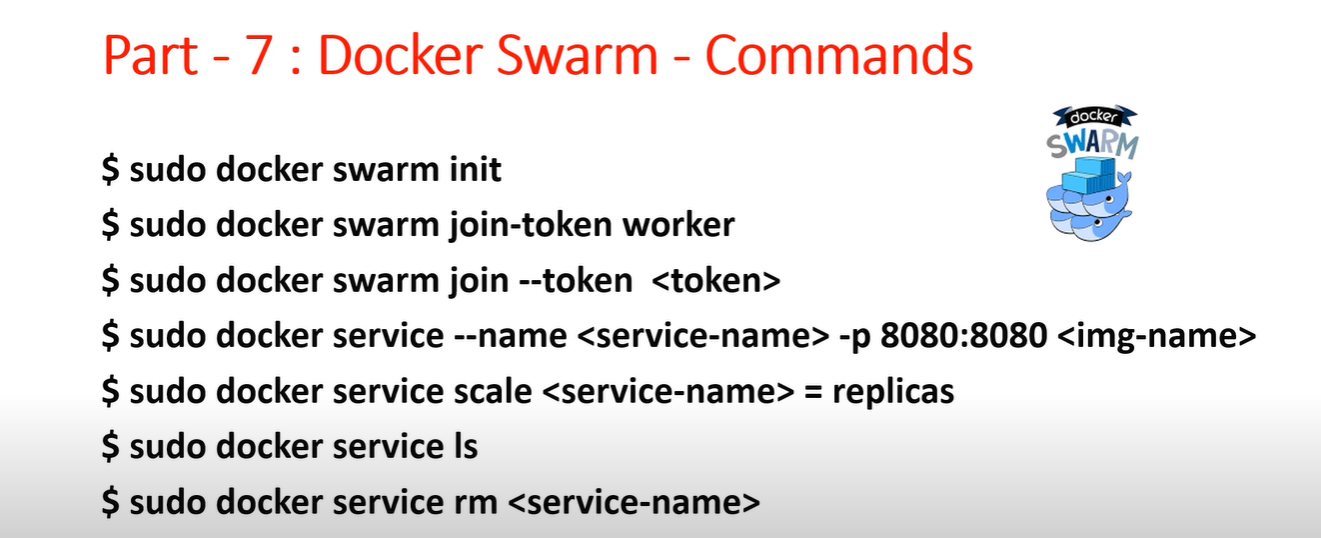 Part - 7 : Docker Swarm - Commands
docker
SWARM
$ sudo docker swarm init
$ sudo docker swarm join-token worker
$ sudo docker swarm join --token <token>
$ sudo docker service --name <service-name> -p 8080:8080 <img-name>
$ sudo docker service scale <service-name> = replicas
$ sudo docker service ls
$ sudo docker service rm <service-name>